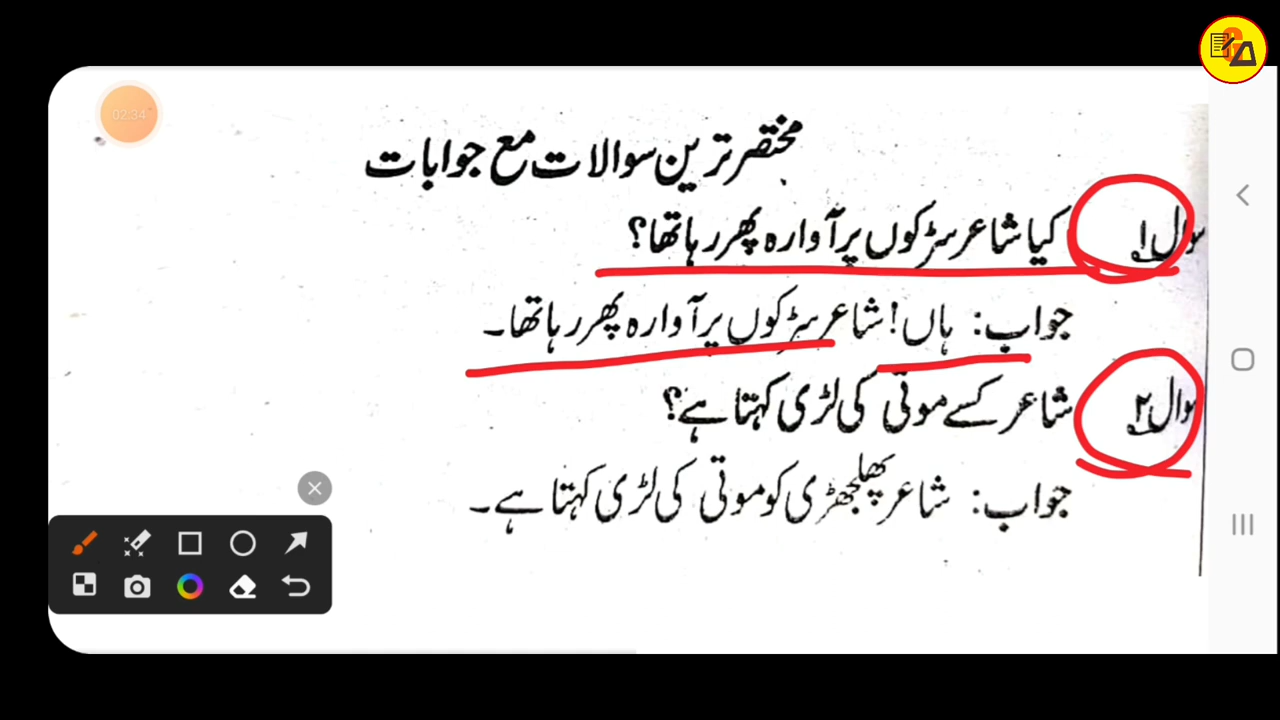 02:34
مختصر ترین سوالات مع جوابات
سوال ۱ کیا شاعر سڑکوں پر آوارہ پھر رہا تھا؟
جواب: ہاں! شاعر سڑکوں پر آوارہ پھر رہا تھا۔
سوال ۲ شاعر کسے موتی کی لڑی کہتا ہے؟
جواب: شاعر پھلجھڑی کو موتی کی لڑی کہتا ہے۔